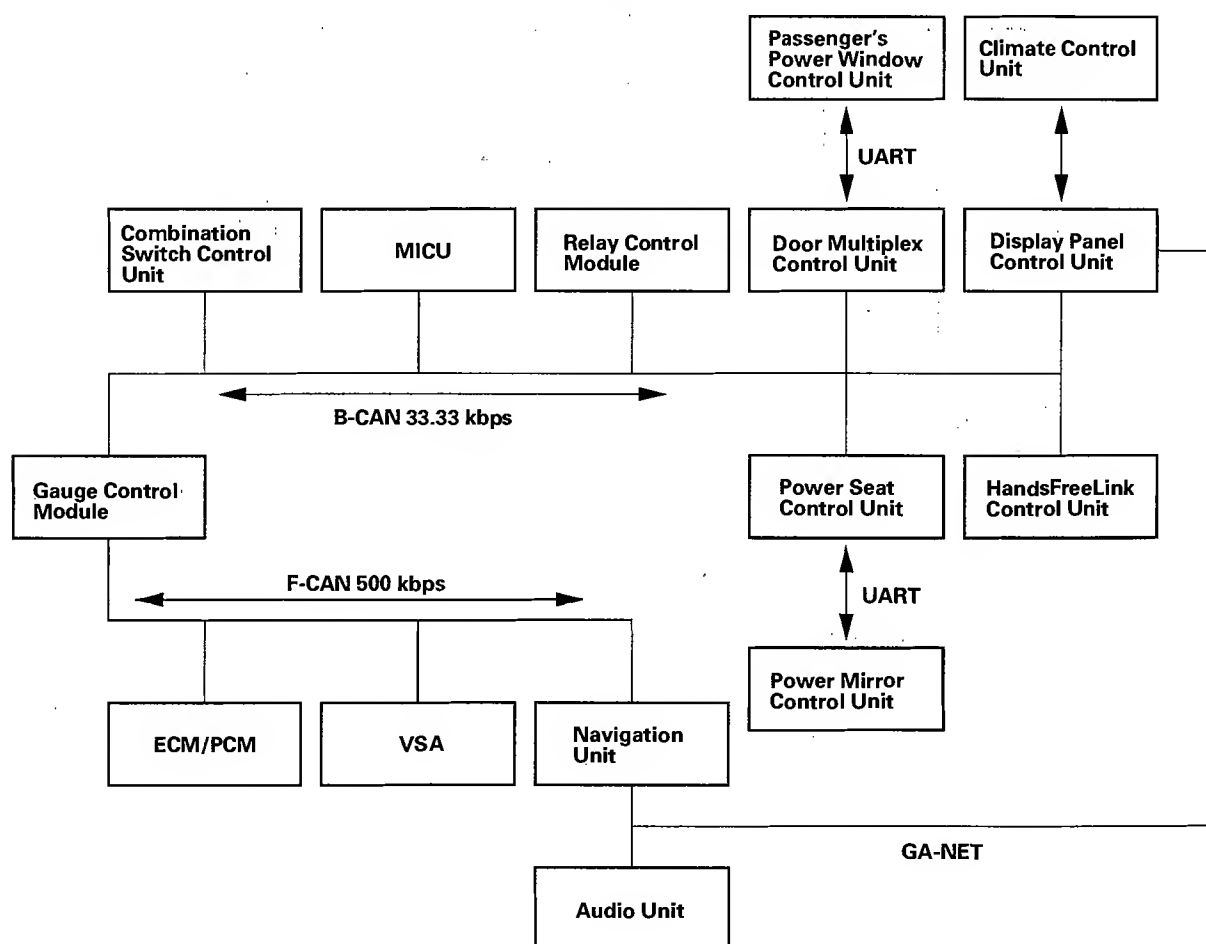 Passenger's
Power Window
Control Unit
Climate Control
Unit
UART
Combination
Switch Control
Unit
MICU
Relay Control
Module
Door Multiplex
Control Unit
Display Panel
Control Unit
B-CAN 33.33 kbps
Gauge Control
Module
Power Seat
Control Unit
HandsFreeLink
Control Unit
F-CAN 500 kbps
UART
Power Mirror
Control Unit
ECM/PCM
VSA
Navigation
Unit
GA-NET
Audio Unit